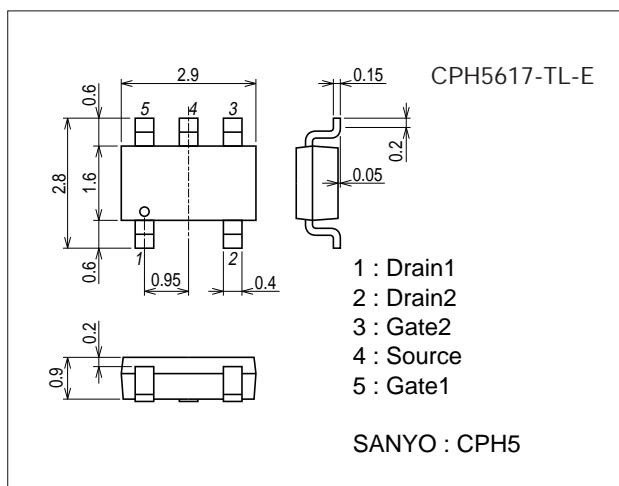 CPH5617-TL-E
2.9
0.15
0.6
5
4
3
0.2
2.8
1.6
0.05
0.6
1
2
0.95
0.4
1 : Drain1
2 : Drain2
3 : Gate2
4 : Source
5 : Gate1
0.2
0.9
SANYO : CPH5